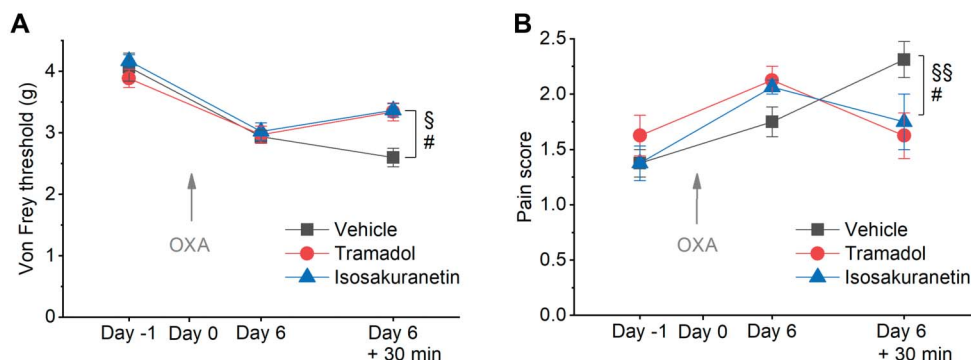 A
Von Frey threshold (g)
4
3
2
1
0
OXA
§
#
Vehicle
Tramadol
Isosakuranetin
Day -1
Day 0
Day 6
Day 6
+ 30 min
B
Pain score
2.5
2.0
1.5
1.0
0.5
0.0
OXA
§§
#
Vehicle
Tramadol
Isosakuranetin
Day -1
Day 0
Day 6
Day 6
+ 30 min